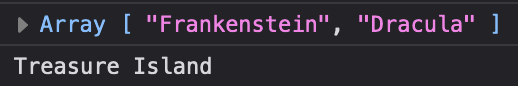 Array [ "Frankenstein", "Dracula" ]
Treasure Island